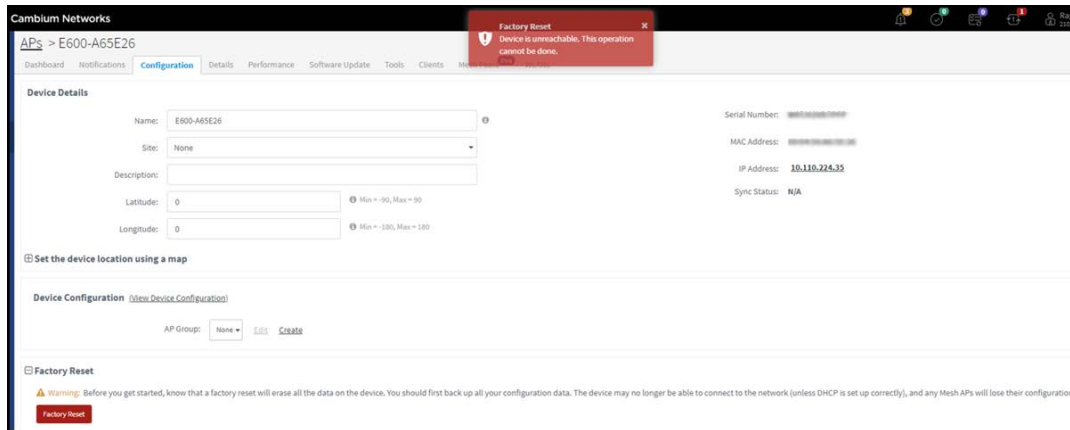 Cambium Networks
3
0
0
1
Ra
Factory Reset
×
Device is unreachable. This operation
cannot be done.
APs > E600-A65E26
Dashboard Notifications Configuration Details Performance Software Update Tools Clients Pro
Device Details
Name: E600-A65E26
Serial Number:
Site: None
MAC Address:
Description:
IP Address: 10.110.224.35
Sync Status: N/A
Latitude: 0 Min = -90, Max = 90
Longitude: 0 Min = -180, Max = 180
Set the device location using a map
Device Configuration (View Device Configuration)
AP Group: None Edit Create
Factory Reset
Warning: Before you get started, know that a factory reset will erase all the data on the device. You should first back up all your configuration data. The device may no longer be able to connect to the network (unless DHCP is set up correctly), and any Mesh APs will lose their configuration
Factory Reset